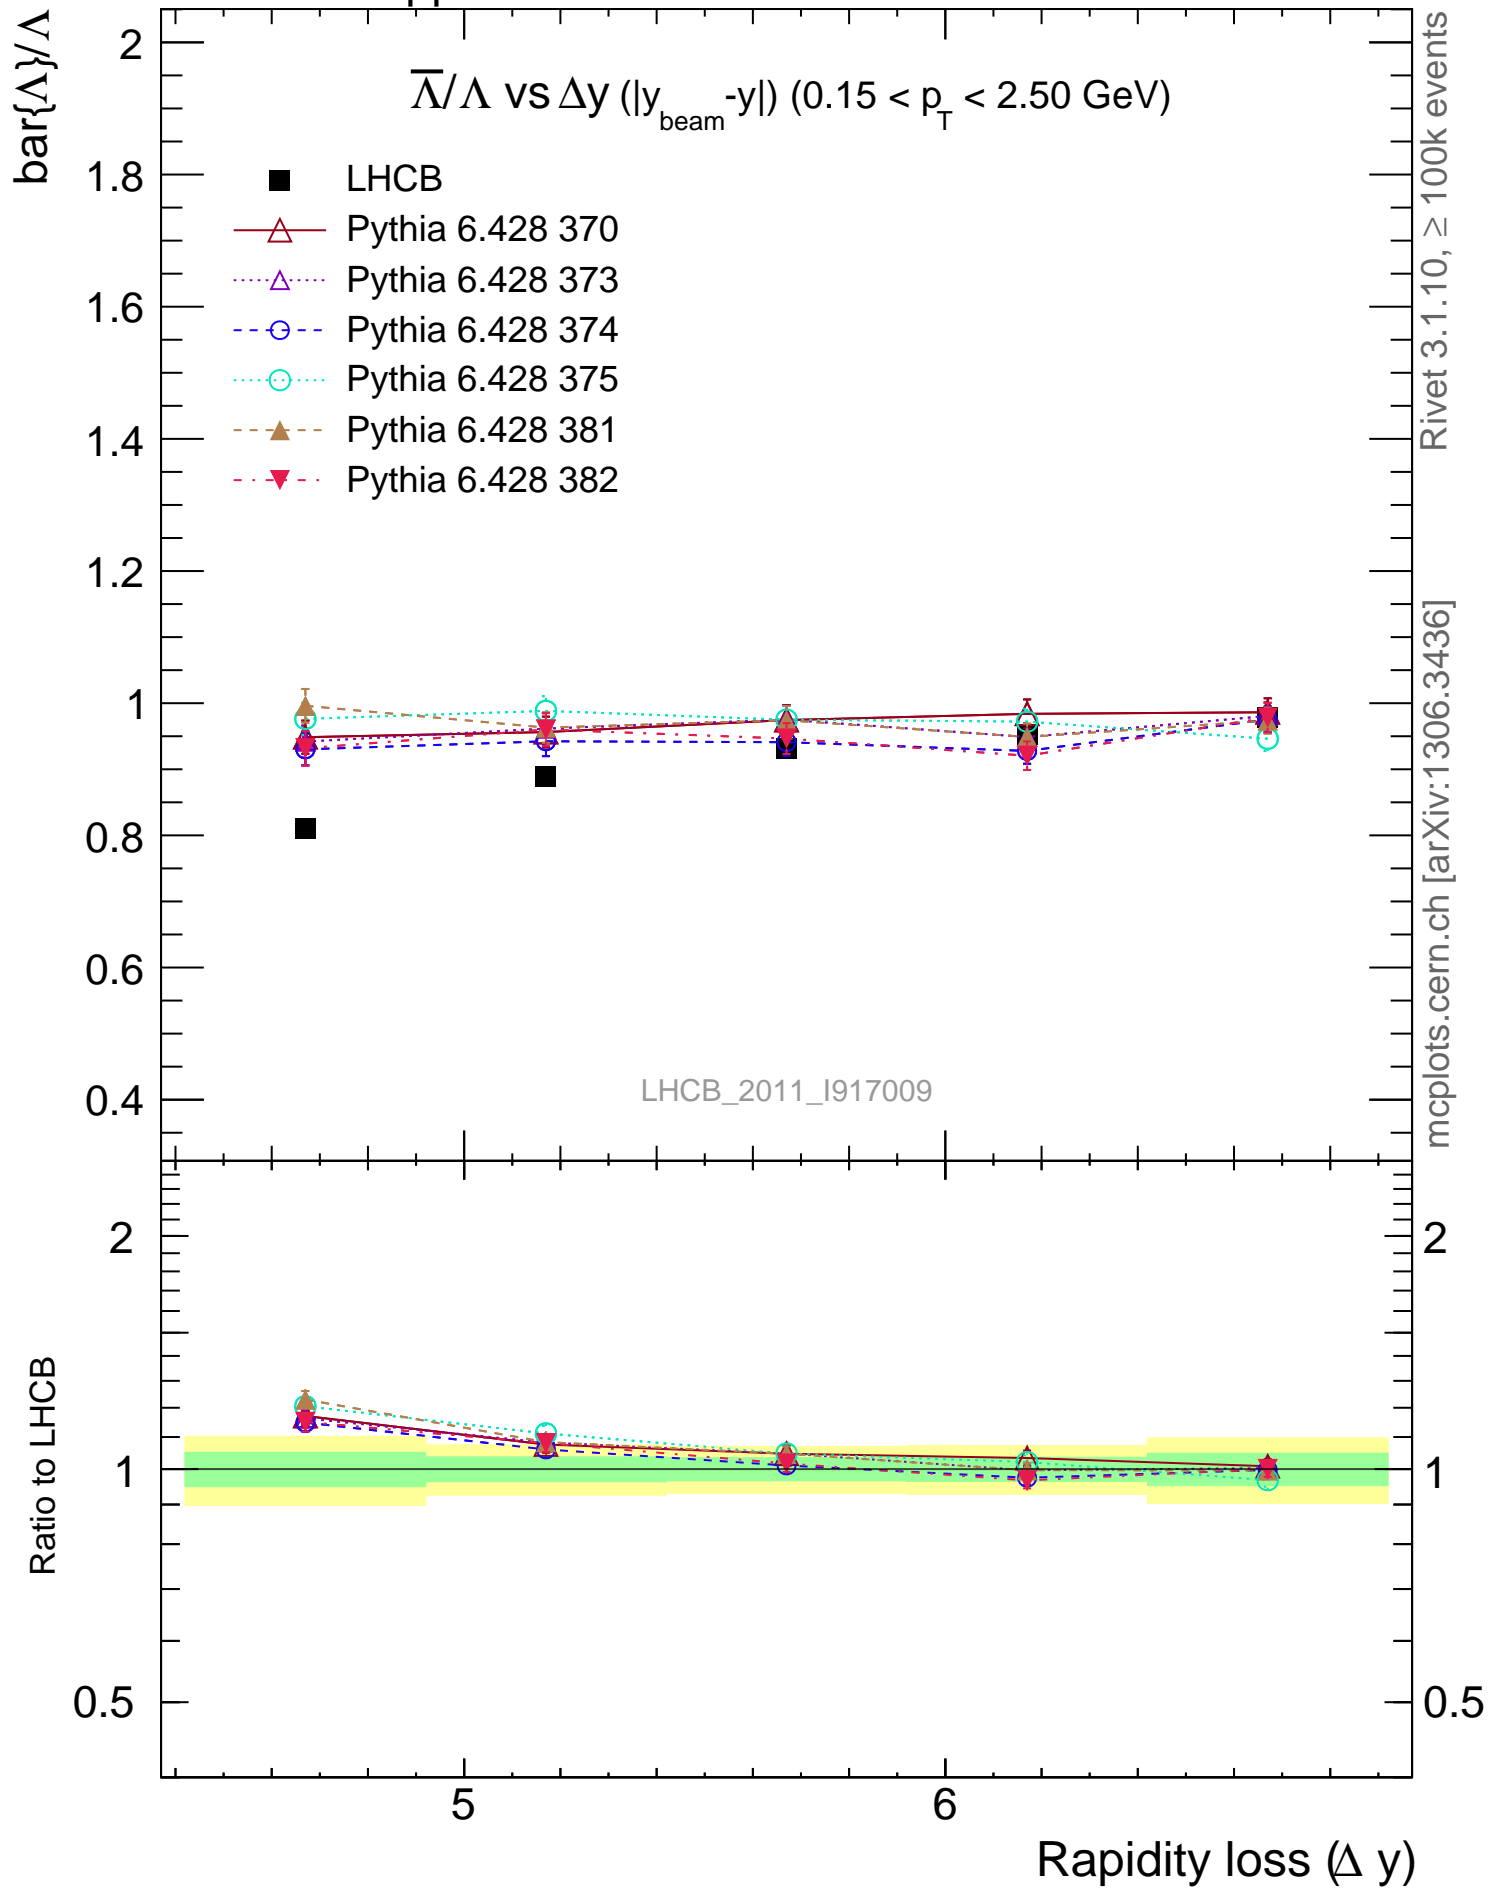 bar{Λ}/Λ
Λ̅/Λ vs Δy (|y_beam-y|) (0.15 < p_T < 2.50 GeV)
LHCB
Pythia 6.428 370
Pythia 6.428 373
Pythia 6.428 374
Pythia 6.428 375
Pythia 6.428 381
Pythia 6.428 382
2
1.8
1.6
1.4
1.2
1
0.8
0.6
0.4
LHCB_2011_I917009
Rivet 3.1.10, ≥ 100k events
mcplots.cern.ch [arXiv:1306.3436]
Ratio to LHCB
2
1
0.5
2
1
0.5
5
6
Rapidity loss (Δ y)